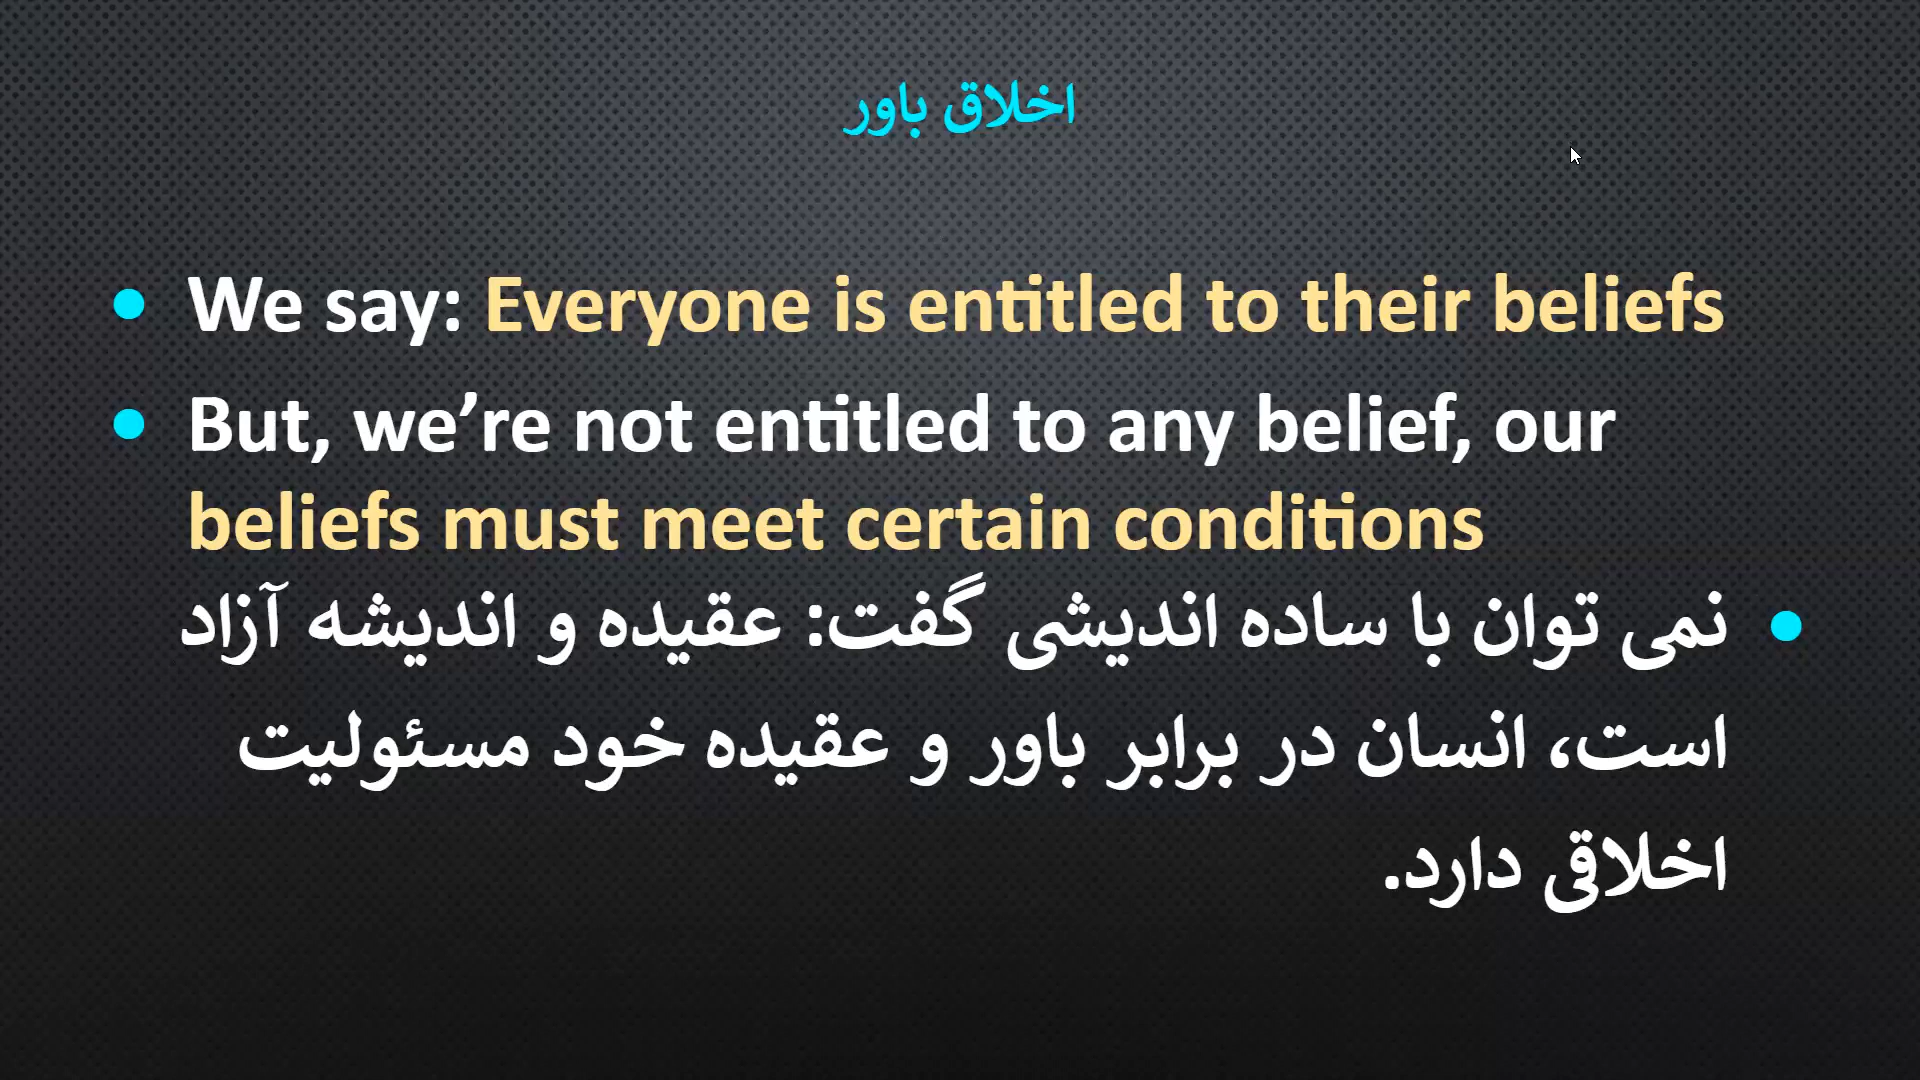 اخلاق باور
• We say: Everyone is entitled to their beliefs
• But, we’re not entitled to any belief, our
beliefs must meet certain conditions
• نمی توان با ساده اندیشی گفت: عقیده و اندیشه آزاد
است، انسان در برابر باور و عقیده خود مسئولیت
اخلاقی دارد.